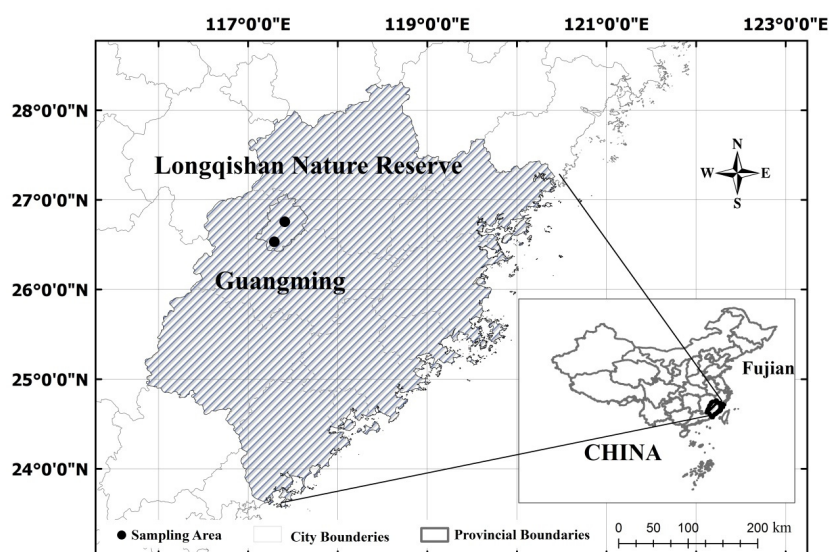 117°0'0"E 119°0'0"E 121°0'0"E 123°0'0"E
28°0'0"N
27°0'0"N
26°0'0"N
25°0'0"N
24°0'0"N
Longqishan Nature Reserve
Guangming
N
W E
S
Fujian
CHINA
Sampling Area City Bounderies Provincial Boundaries
0 50 100 200 km